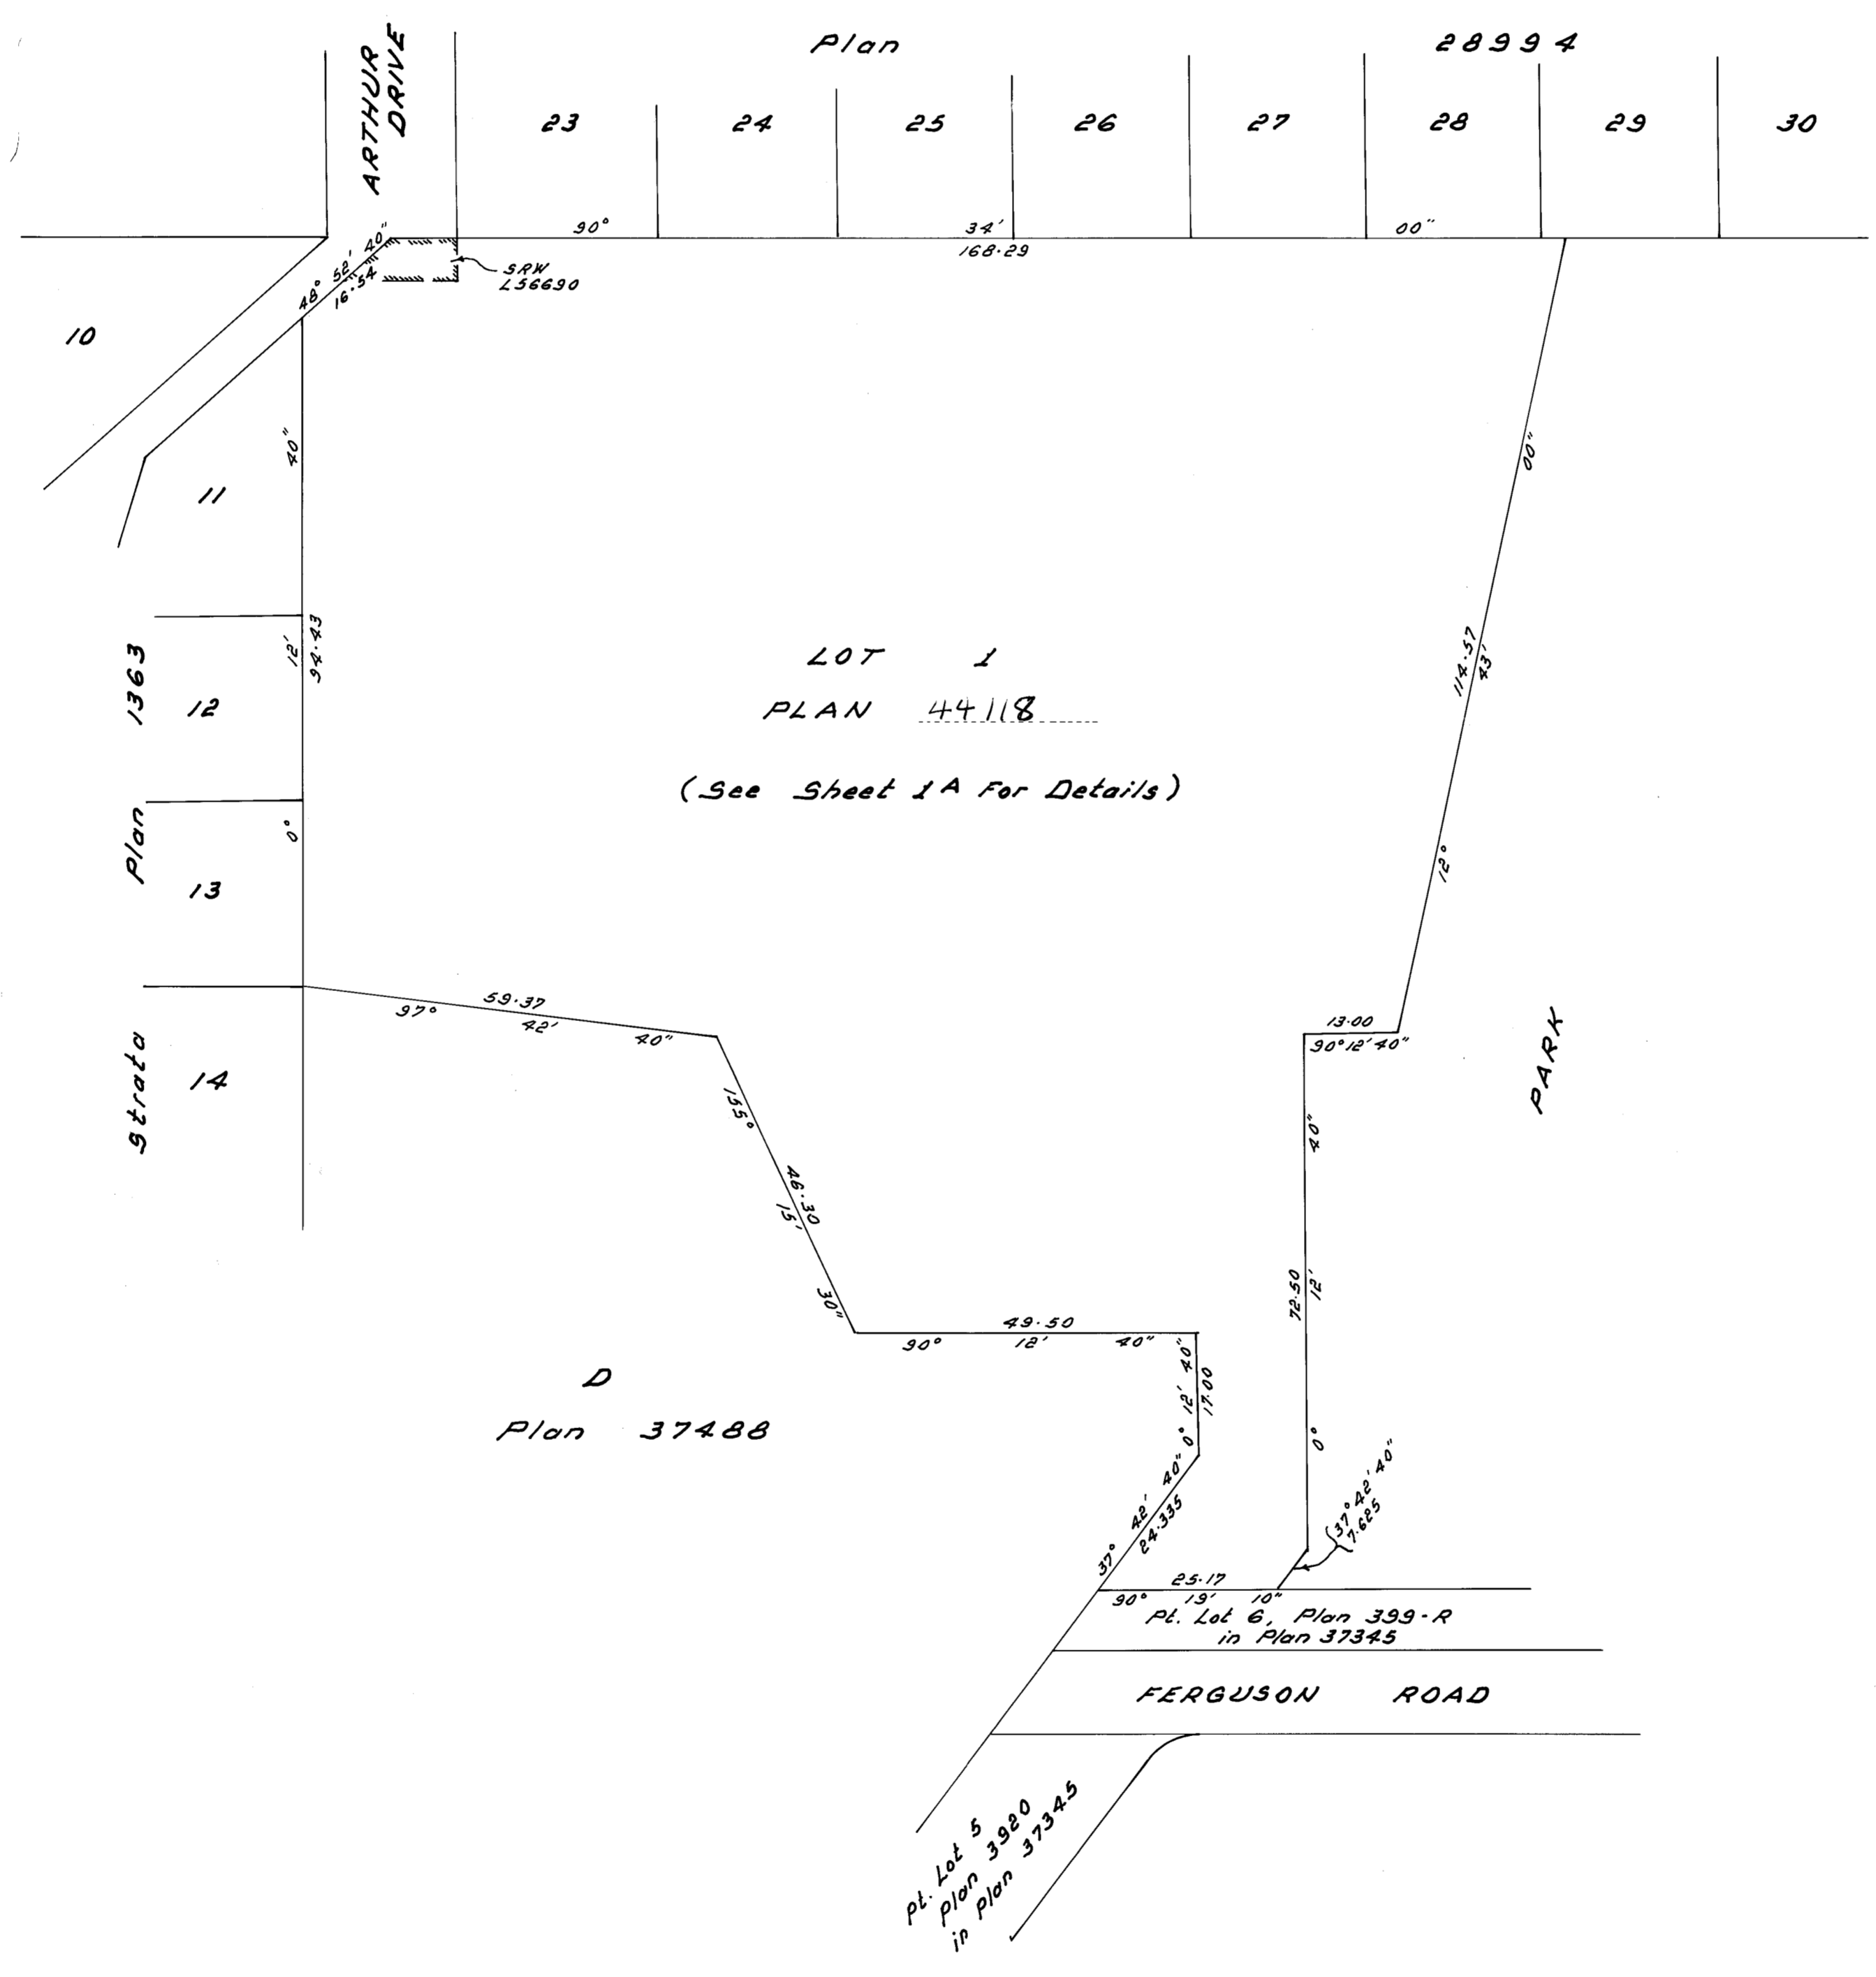 Plan 28994
ARTHUR
DRIVE
23 24 25 26 27 28 29 30
90° 34' 00"
168·29
SRW
L56690
48° 52' 40"
16·54
10
11
12
13
14
Strata Plan 1363
0° 12' 40"
94·43
LOT 1
PLAN 44118
(See Sheet 1A For Details)
12° 43' 00"
114·57
59·37
97° 42' 40"
155° 15' 30"
46·30
13·00
90°12'40"
PARK
0° 12' 40"
72·50
49·50
90° 12' 40"
0° 12' 40"
17·00
37° 42' 40"
24·335
37° 42' 40"
7·625
D
Plan 37488
25·17
90° 19' 10"
Pt. Lot 6, Plan 399-R
in Plan 37345
FERGUSON ROAD
Pt. Lot 5
Plan 3920
in Plan 37345